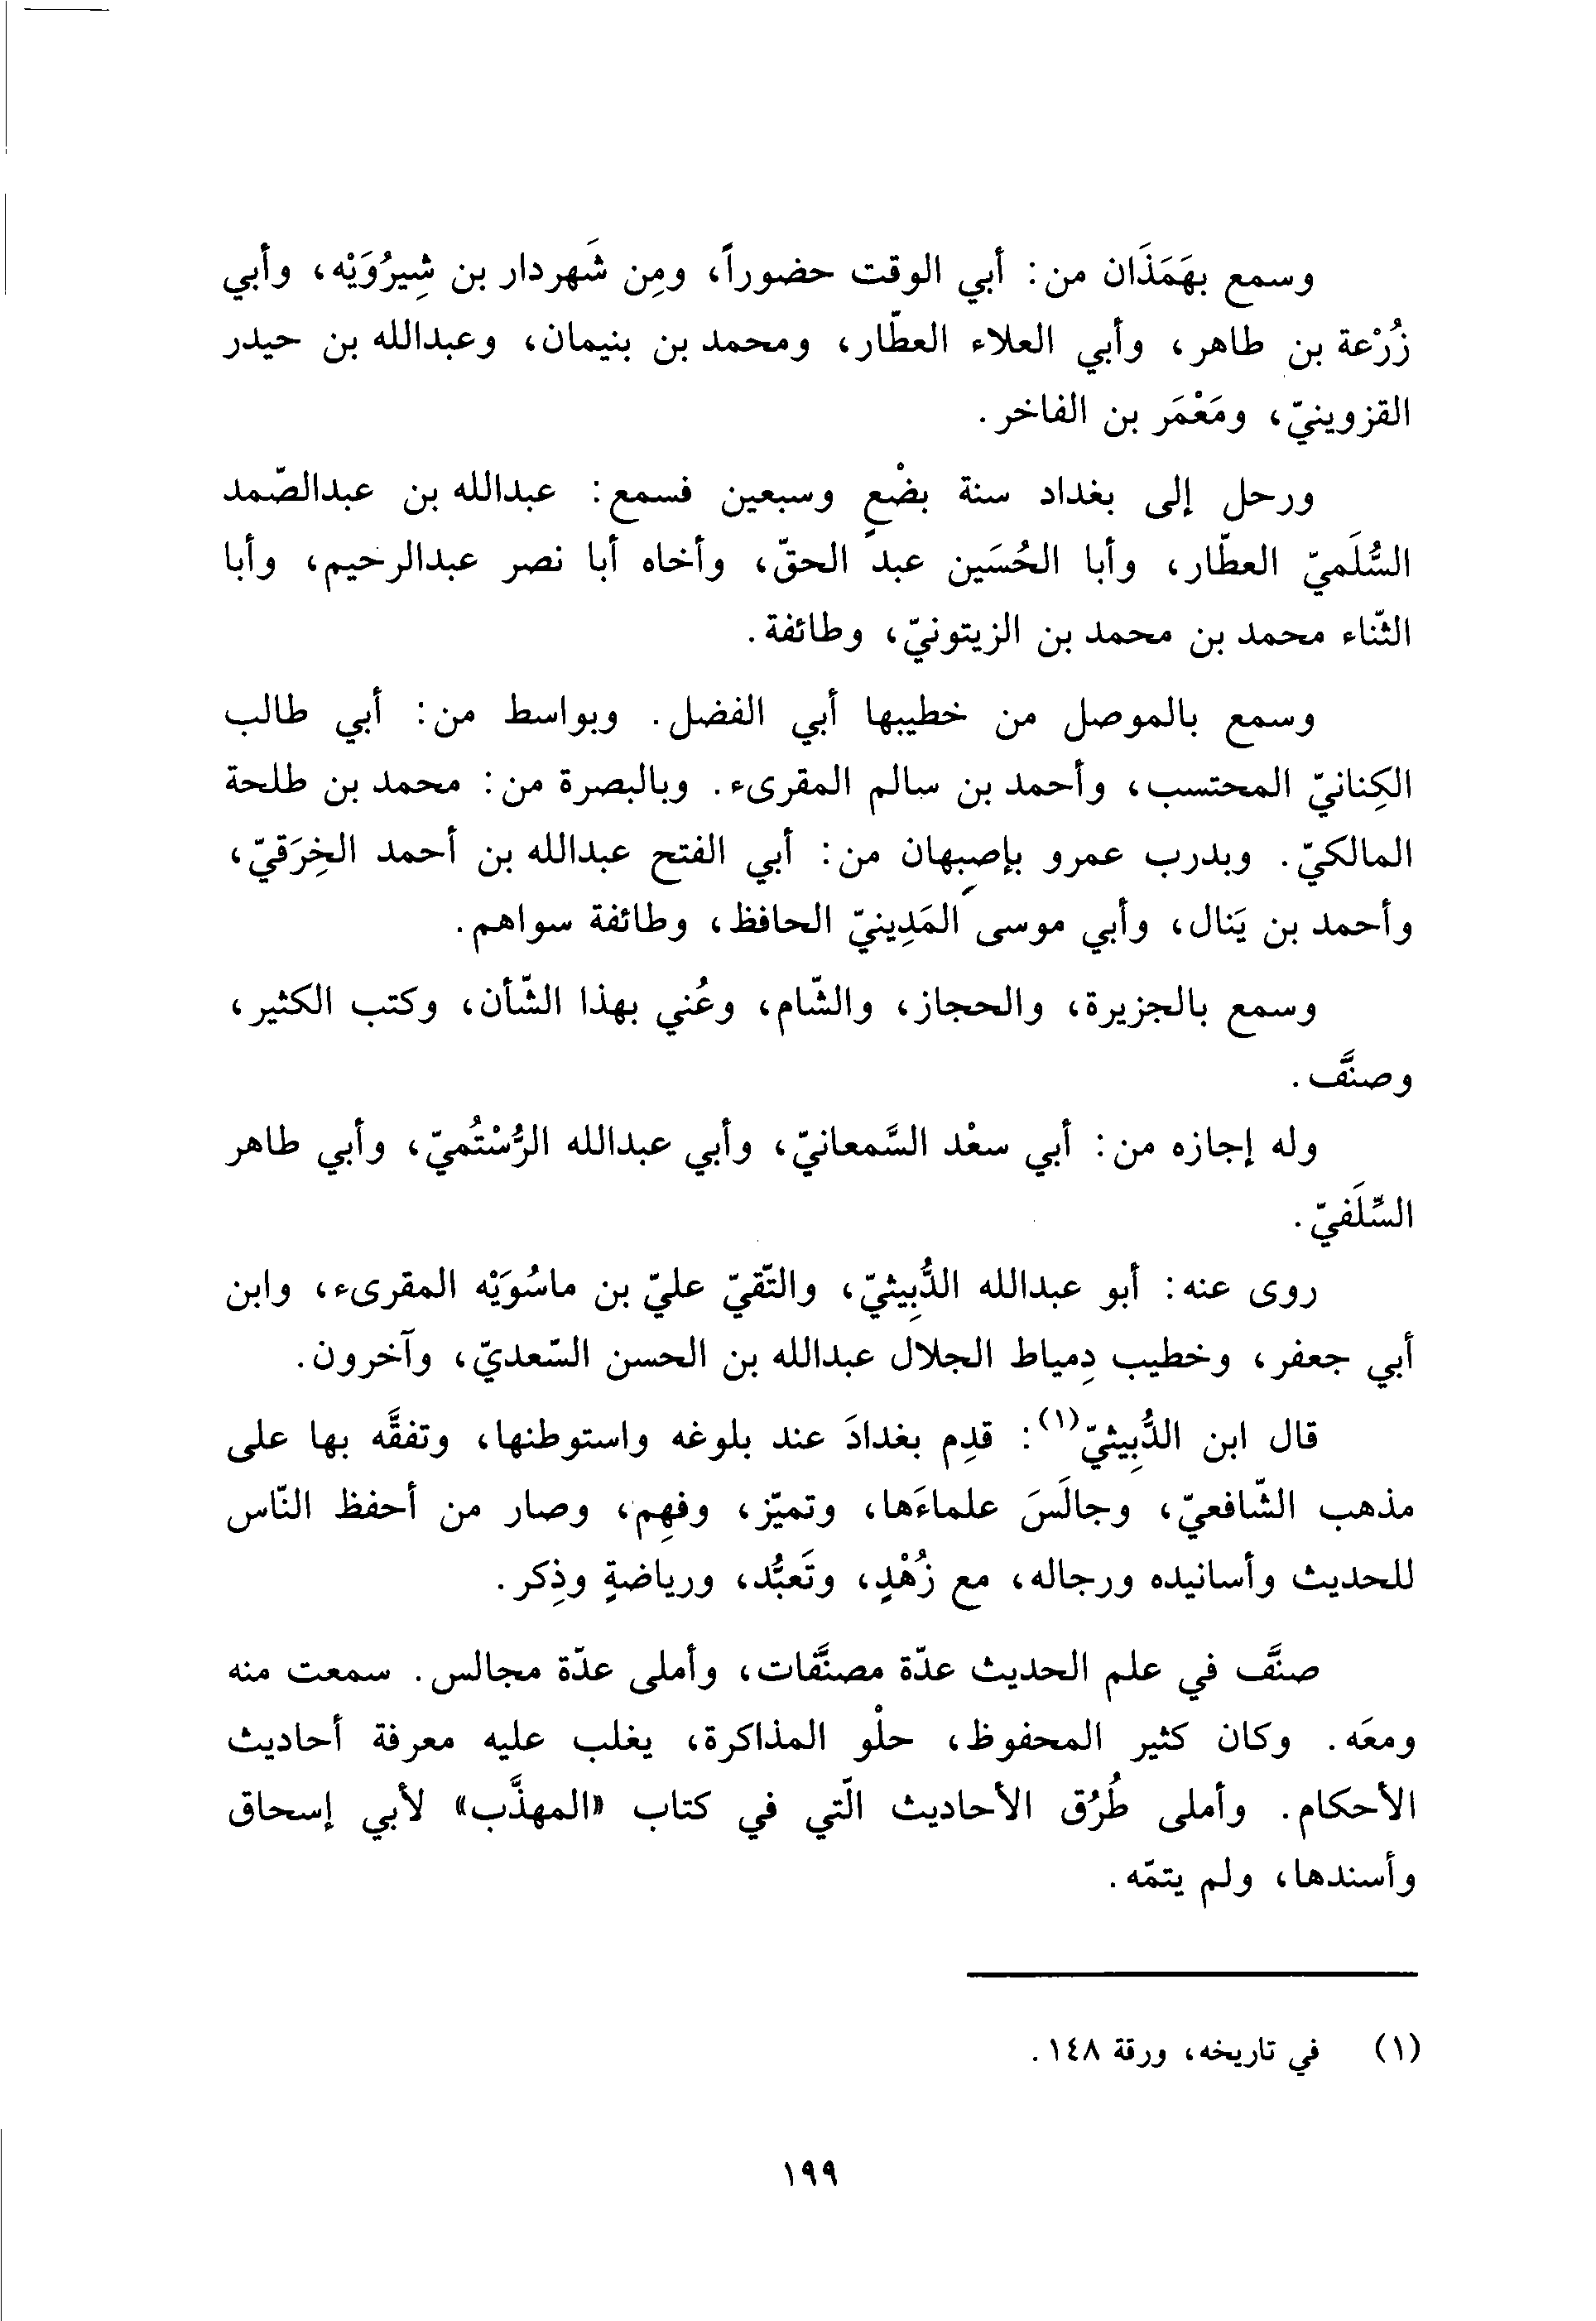 وسمع بهَمَذَان من: أبي الوقت حضوراً، ومِن شَهردار بن شِيرُوَيْه، وأبي
زُرْعة بن طاهر، وأبي العلاء العطّار، ومحمد بن بنيمان، وعبدالله بن حيدر
القزوينيّ، ومَعْمَر بن الفاخر.
ورحل إلى بغداد سنة بضْعٍ وسبعين فسمع: عبدالله بن عبدالصّمد
السُّلَميّ العطّار، وأبا الحُسَين عبد الحقّ، وأخاه أبا نصر عبدالرحيم، وأبا
الثّناء محمد بن محمد بن الزيتونيّ، وطائفة.
وسمع بالموصل من خطيبها أبي الفضل. وبواسط من: أبي طالب
الكِنانيّ المحتسب، وأحمد بن سالم المقرىء. وبالبصرة من: محمد بن طلحة
المالكيّ. وبدرب عمرو بإصبهان من: أبي الفتح عبدالله بن أحمد الخِرَقيّ،
وأحمد بن يَنال، وأبي موسى المَدِينيّ الحافظ، وطائفة سواهم.
وسمع بالجزيرة، والحجاز، والشّام، وعُني بهذا الشّأن، وكتب الكثير،
وصنَّف.
وله إجازه من: أبي سعْد السَّمعانيّ، وأبي عبدالله الرُّسْتُميّ، وأبي طاهر
السِّلَفيّ.
روى عنه: أبو عبدالله الدُّبِيثيّ، والتّقيّ عليّ بن ماسُوَيْه المقرىء، وابن
أبي جعفر، وخطيب دِمياط الجلال عبدالله بن الحسن السّعديّ، وآخرون.
قال ابن الدُّبِيثيّ(١): قدِم بغدادَ عند بلوغه واستوطنها، وتفقَّه بها على
مذهب الشّافعيّ، وجالَسَ علماءَها، وتميّز، وفهِم، وصار من أحفظ النّاس
للحديث وأسانيده ورجاله، مع زُهْدٍ، وتَعبُّد، ورياضةٍ وذِكر.
صنَّف في علم الحديث عدّة مصنَّفات، وأملى عدّة مجالس. سمعت منه
ومعَه. وكان كثير المحفوظ، حلْو المذاكرة، يغلب عليه معرفة أحاديث
الأحكام. وأملى طُرُق الأحاديث الّتي في كتاب «المهذَّب» لأبي إسحاق
وأسندها، ولم يتمّه.
(١) في تاريخه، ورقة ١٤٨.
١٩٩